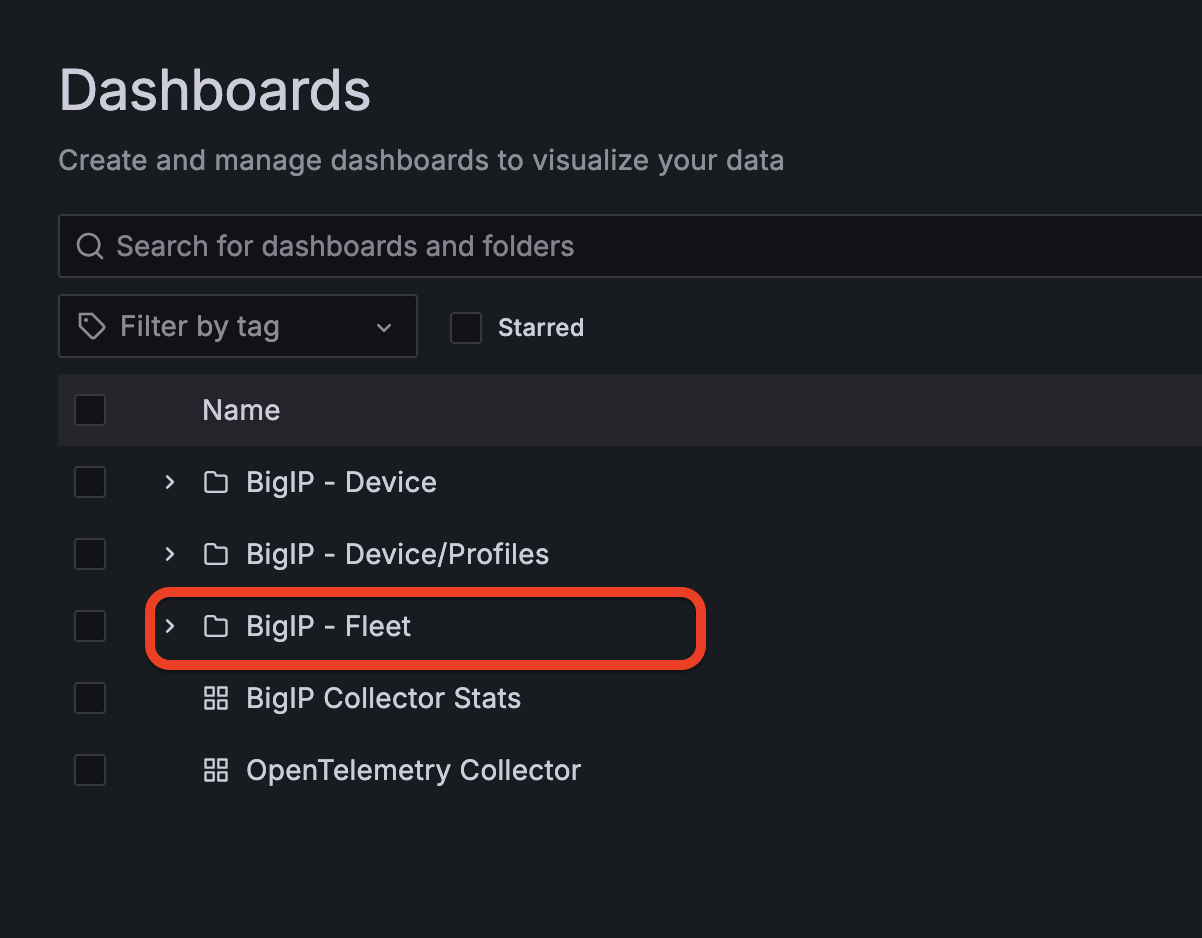 Dashboards
Create and manage dashboards to visualize your data
Search for dashboards and folders
Filter by tag
Starred
Name
BigIP - Device
BigIP - Device/Profiles
BigIP - Fleet
BigIP Collector Stats
OpenTelemetry Collector